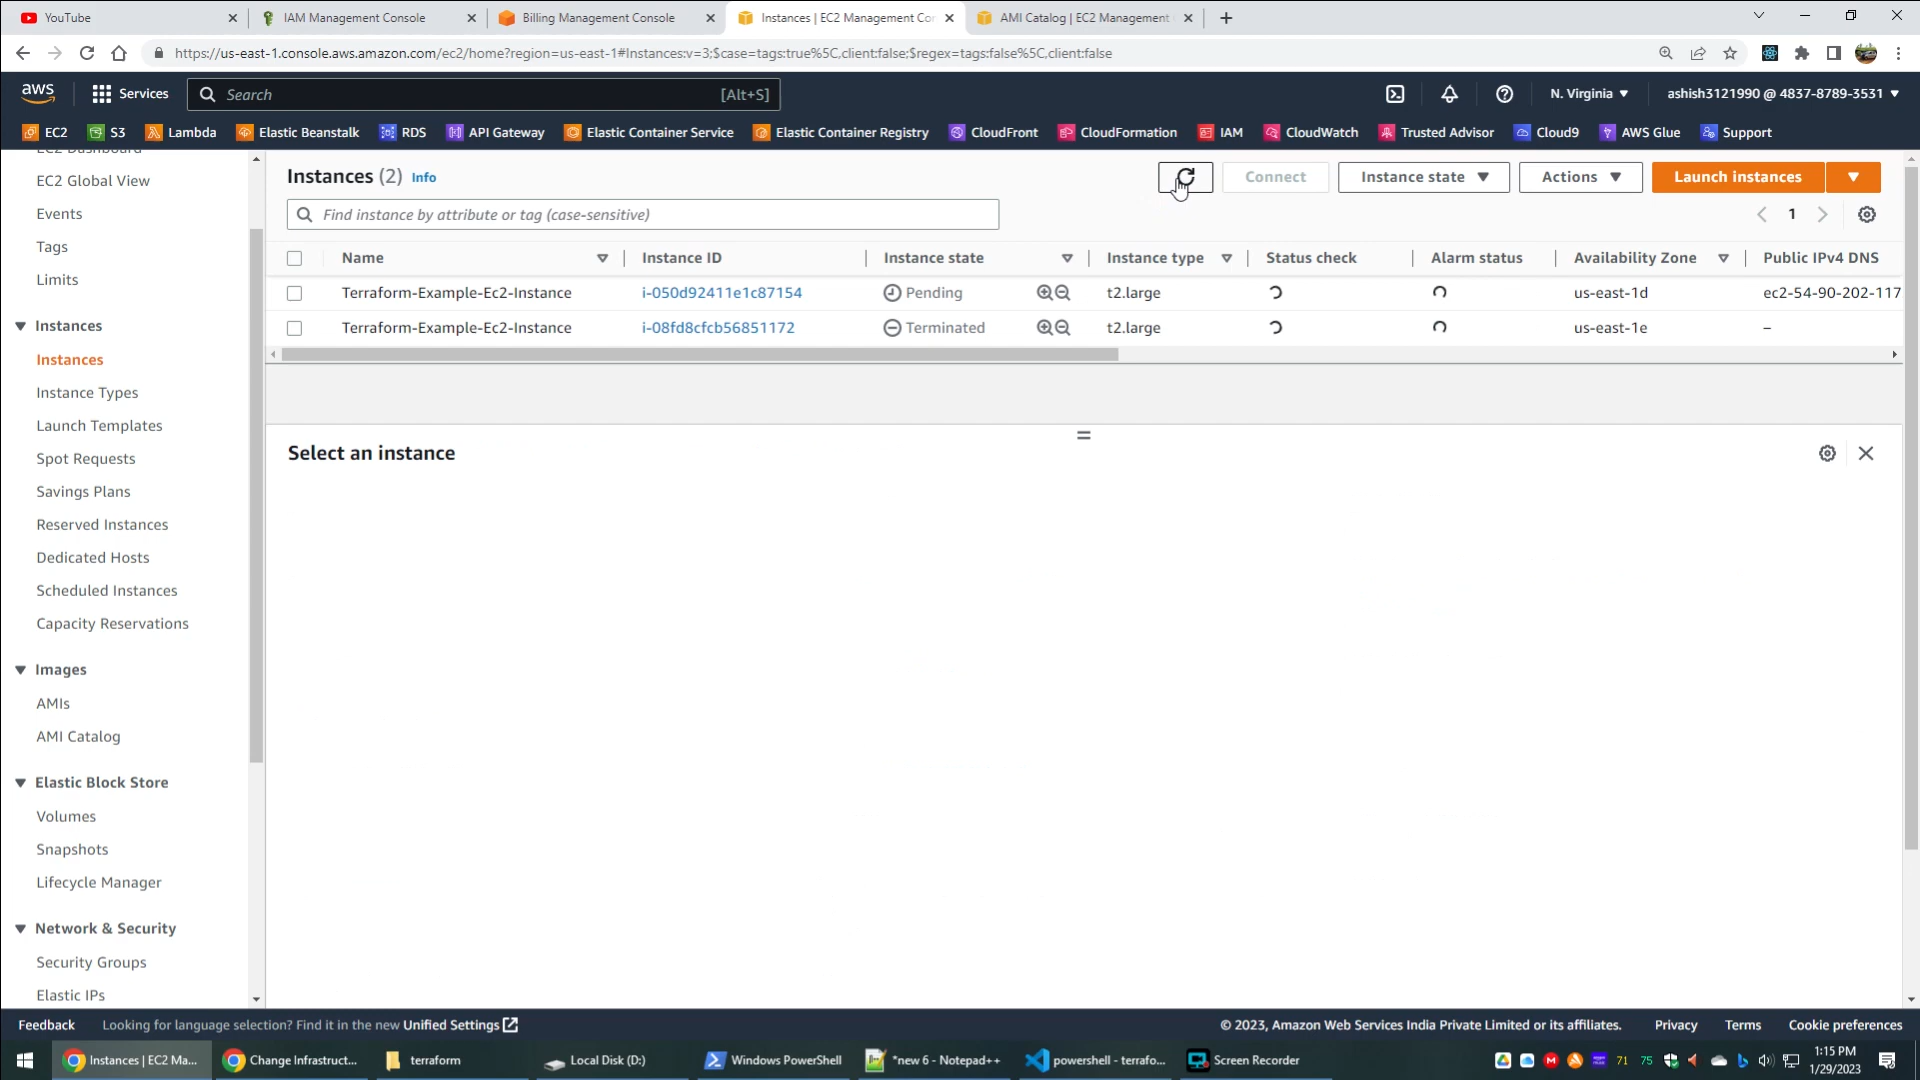 YouTube
IAM Management Console
Billing Management Console
Instances | EC2 Management Con
AMI Catalog | EC2 Management
https://us-east-1.console.aws.amazon.com/ec2/home?region=us-east-1#Instances:v=3;$case=tags:true%5C,client:false;$regex=tags:false%5C,client:false
aws
Services
Search
[Alt+S]
N. Virginia
ashish3121990 @ 4837-8789-3531
EC2
S3
Lambda
Elastic Beanstalk
RDS
API Gateway
Elastic Container Service
Elastic Container Registry
CloudFront
CloudFormation
IAM
CloudWatch
Trusted Advisor
Cloud9
AWS Glue
Support
EC2 Dashboard
EC2 Global View
Events
Tags
Limits
Instances
Instances
Instance Types
Launch Templates
Spot Requests
Savings Plans
Reserved Instances
Dedicated Hosts
Scheduled Instances
Capacity Reservations
Images
AMIs
AMI Catalog
Elastic Block Store
Volumes
Snapshots
Lifecycle Manager
Network & Security
Security Groups
Elastic IPs
Instances (2) Info
Connect
Instance state
Actions
Launch instances
Find instance by attribute or tag (case-sensitive)
1
Name Instance ID Instance state Instance type Status check Alarm status Availability Zone Public IPv4 DNS
Terraform-Example-Ec2-Instance i-050d92411e1c87154 Pending t2.large us-east-1d ec2-54-90-202-117
Terraform-Example-Ec2-Instance i-08fd8cfcb56851172 Terminated t2.large us-east-1e –
Select an instance
Feedback
Looking for language selection? Find it in the new Unified Settings
© 2023, Amazon Web Services India Private Limited or its affiliates.
Privacy
Terms
Cookie preferences
Instances | EC2 Ma...
Change Infrastruct...
terraform
Local Disk (D:)
Windows PowerShell
*new 6 - Notepad++
powershell - terrafo...
Screen Recorder
71
75
1:15 PM
1/29/2023